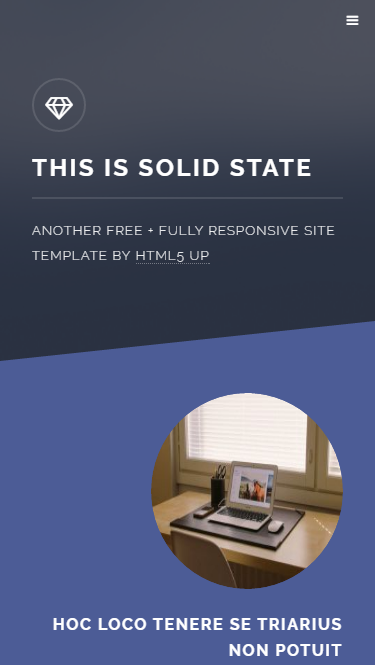 THIS IS SOLID STATE
ANOTHER FREE + FULLY RESPONSIVE SITE
TEMPLATE BY HTML5 UP
HOC LOCO TENERE SE TRIARIUS
NON POTUIT